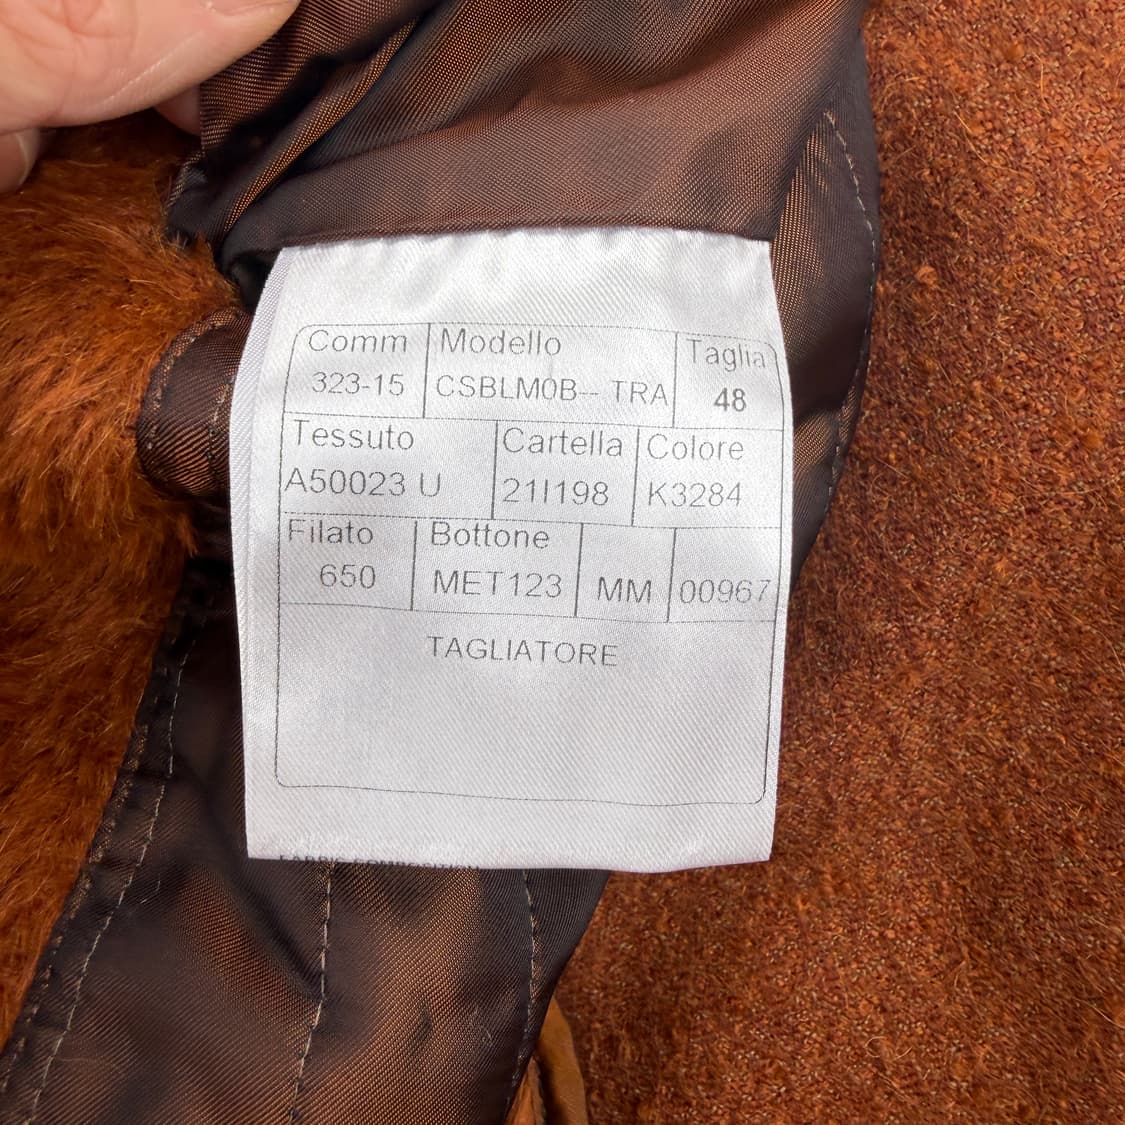 Comm Modello Taglia
323-15 CSBLM0B-- TRA 48
Tessuto Cartella Colore
A50023 U 21I198 K3284
Filato Bottone
650 MET123 MM 00967
TAGLIATORE